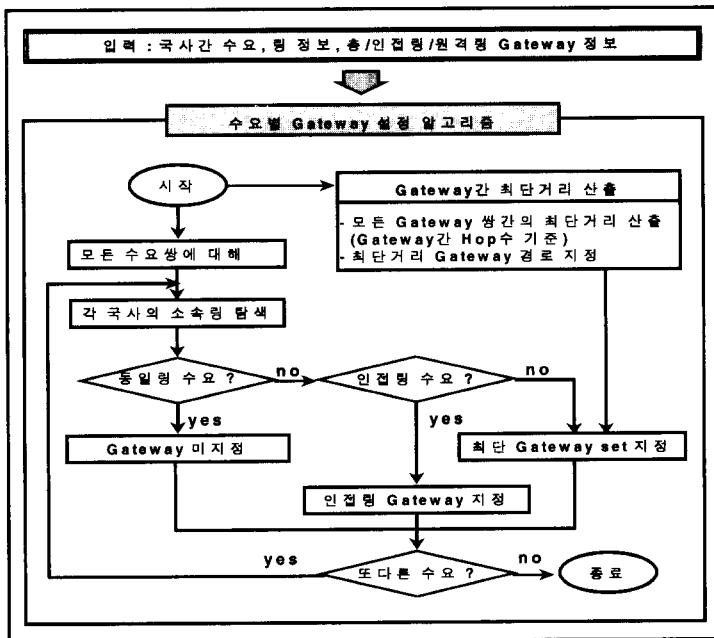 입력 : 국사간 수요, 링 정보, 총/인접링/원격링 Gateway 정보
수요별 Gateway 설정 알고리즘
시작
Gateway간 최단거리 산출
- 모든 Gateway 쌍간의 최단거리 산출
(Gateway간 Hop수 기준)
- 최단거리 Gateway 경로 지정
모든 수요쌍에 대해
각 국사의 소속링 탐색
동일링 수요 ?
no
인접링 수요 ?
no
yes
yes
Gateway 미지정
최단 Gateway set 지정
인접링 Gateway 지정
yes
또다른 수요 ?
no
종료